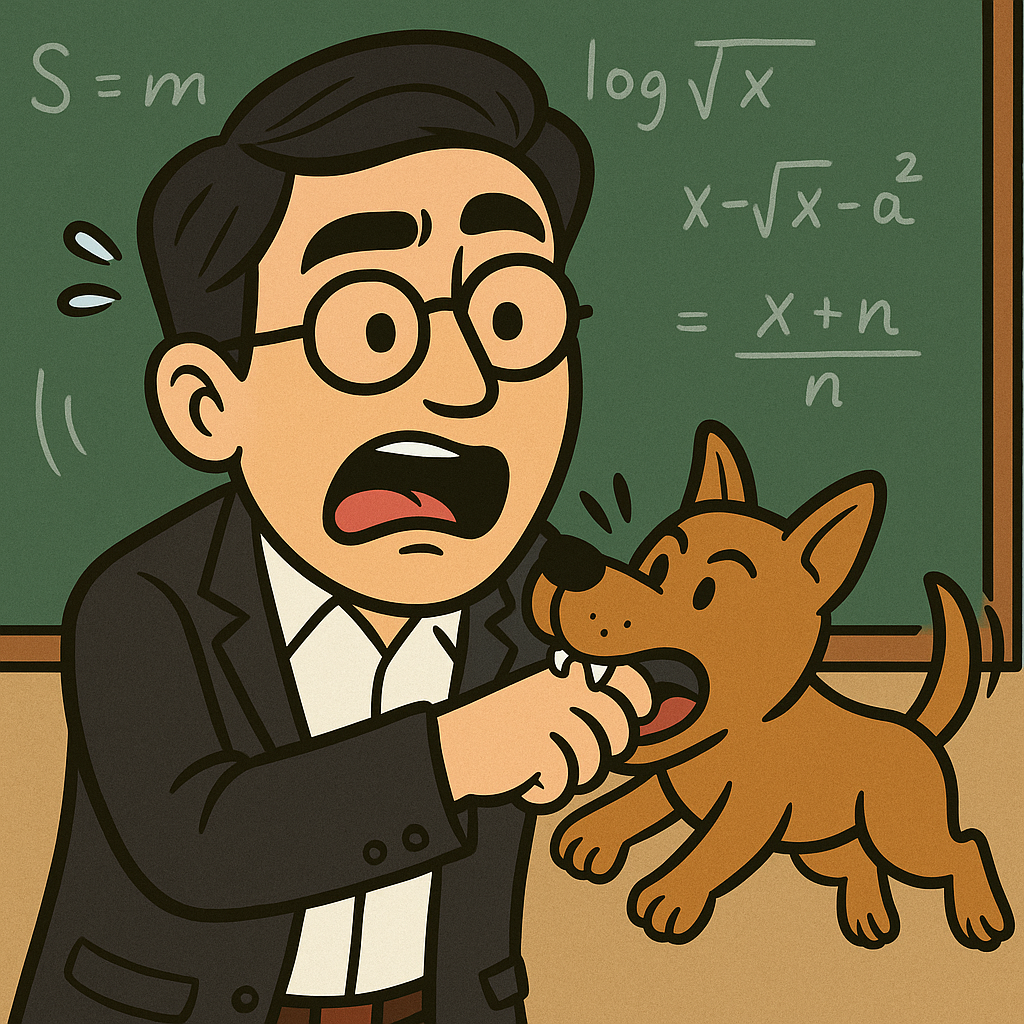 S = m
log √x
x - √x - a²
= x + n
n